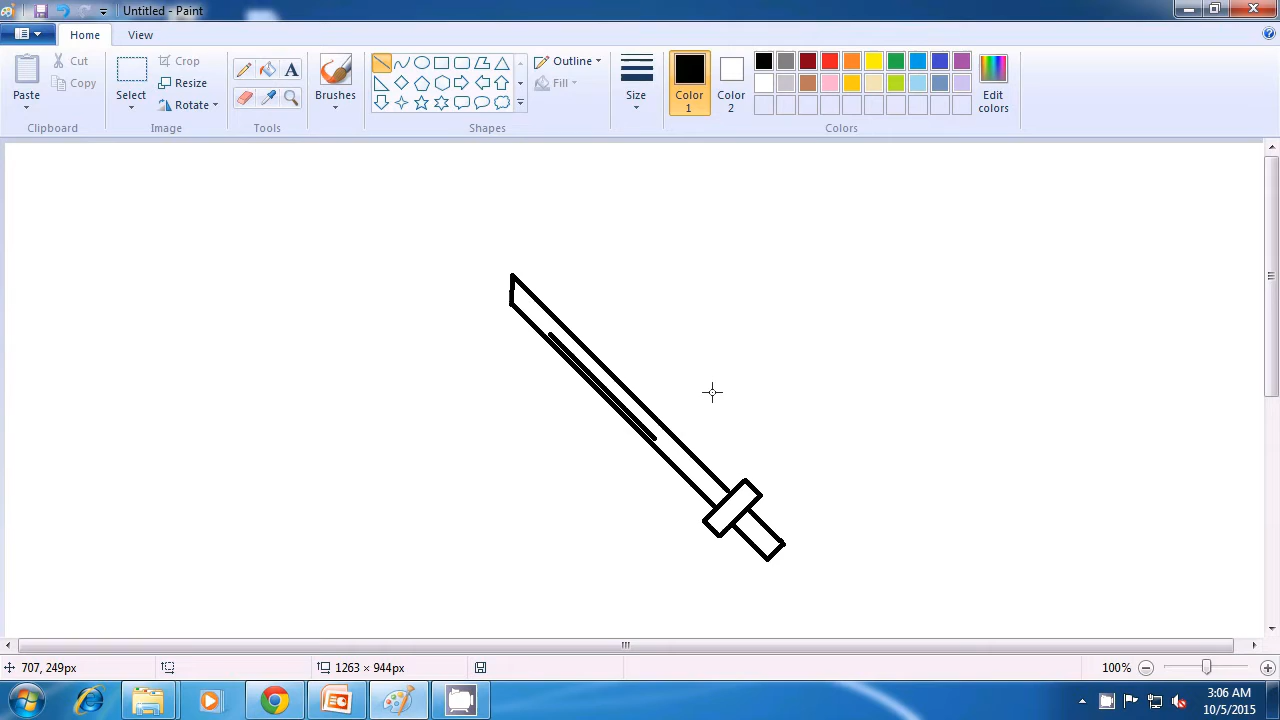 Untitled - Paint
Home View
Paste
Cut
Copy
Clipboard
Select
Crop
Resize
Rotate
Image
A
Tools
Brushes
Outline
Fill
Shapes
Size
Color 1
Color 2
Edit colors
Colors
707, 249px
1263 × 944px
100%
3:06 AM
10/5/2015